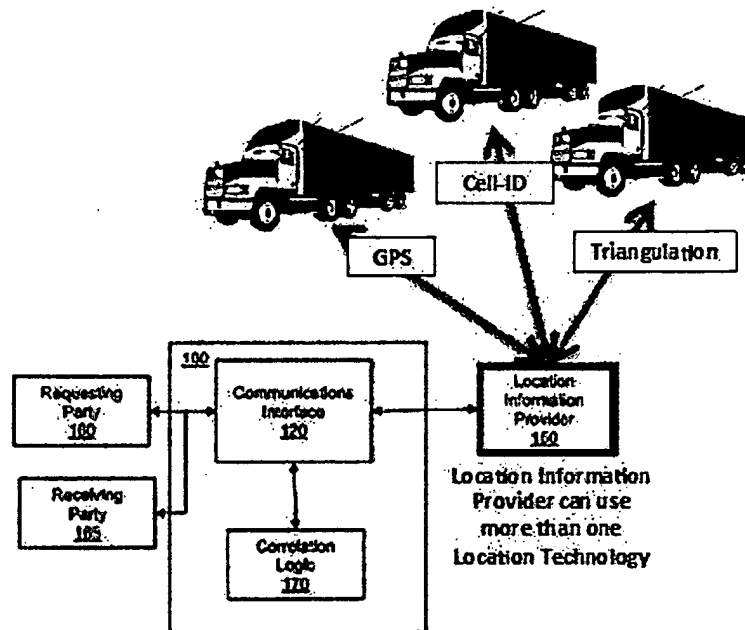 Cell-ID
GPS
Triangulation
100
Requesting
Party
160
Communications
Interface
120
Location
Information
Provider
150
Receiving
Party
165
Correlation
Logic
170
Location Information
Provider can use
more than one
Location Technology